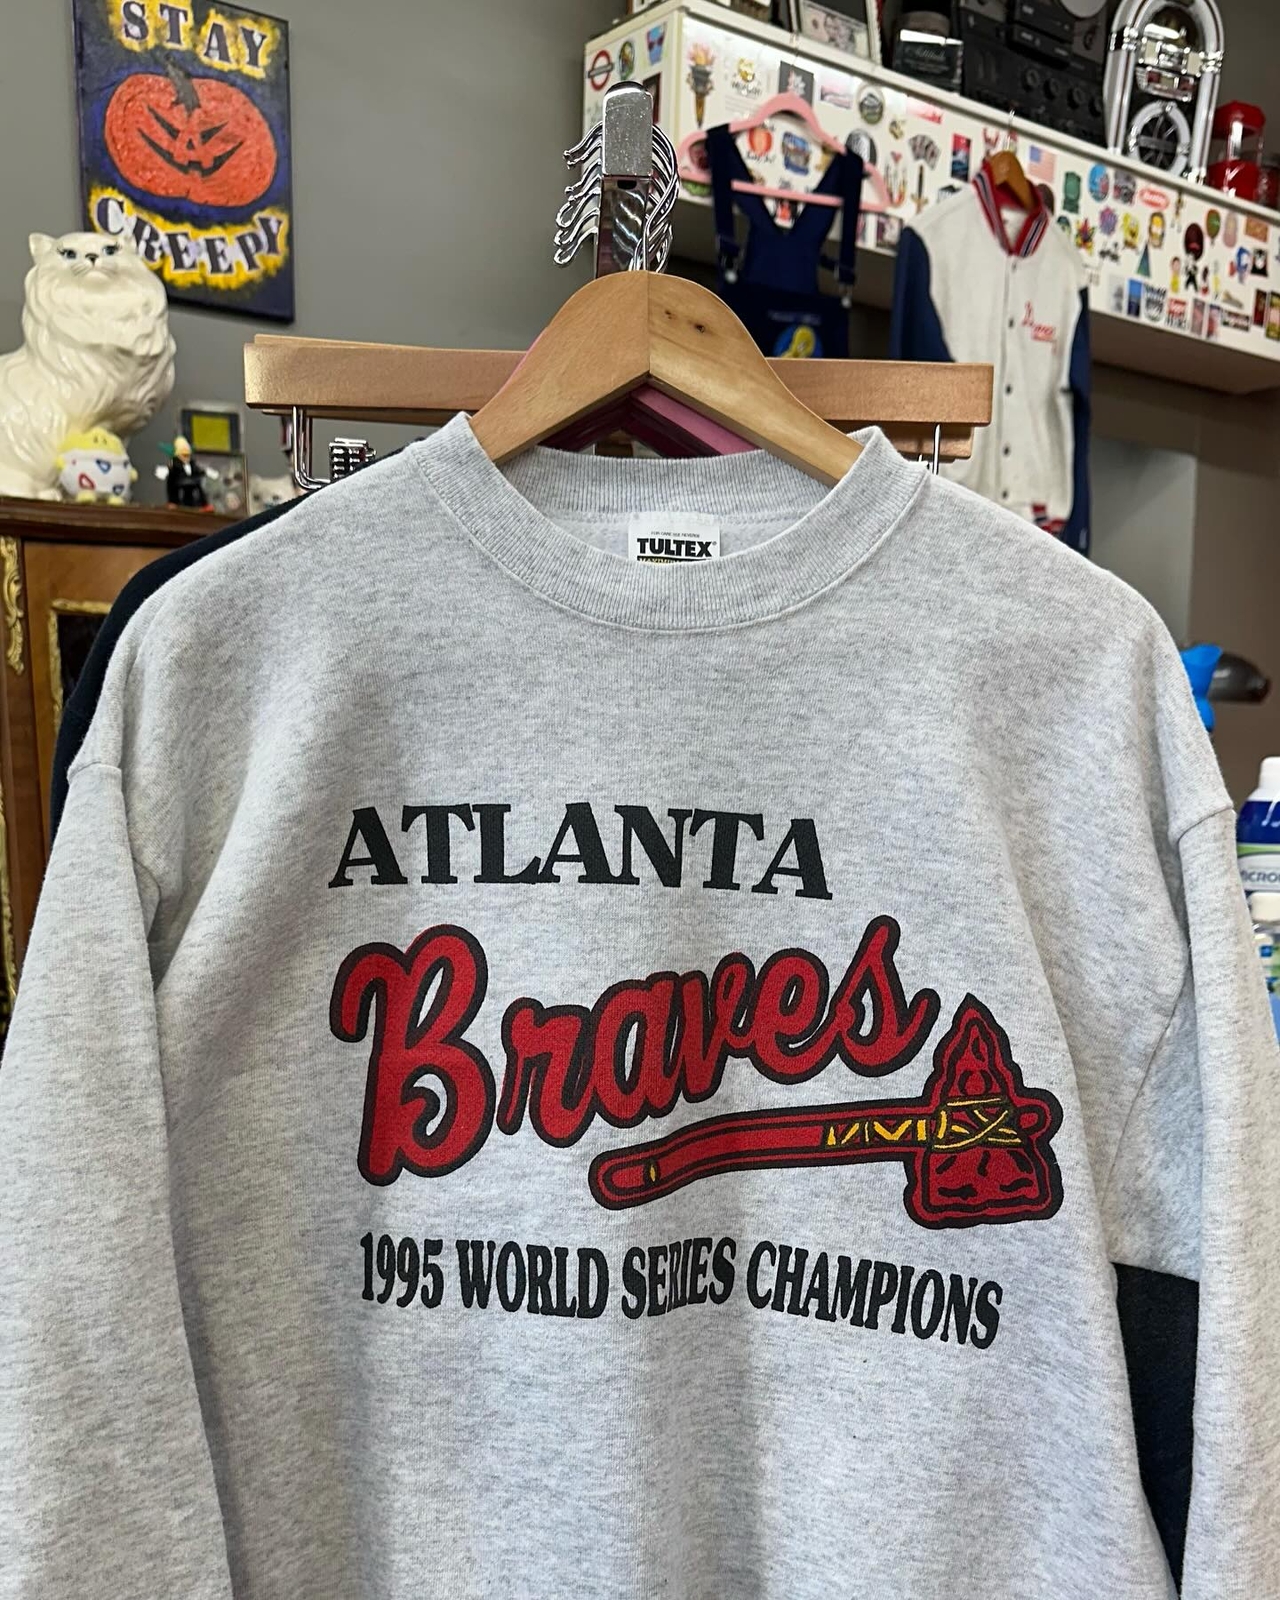 STAY
CREEPY
TULTEX
ATLANTA
Braves
1995 WORLD SERIES CHAMPIONS